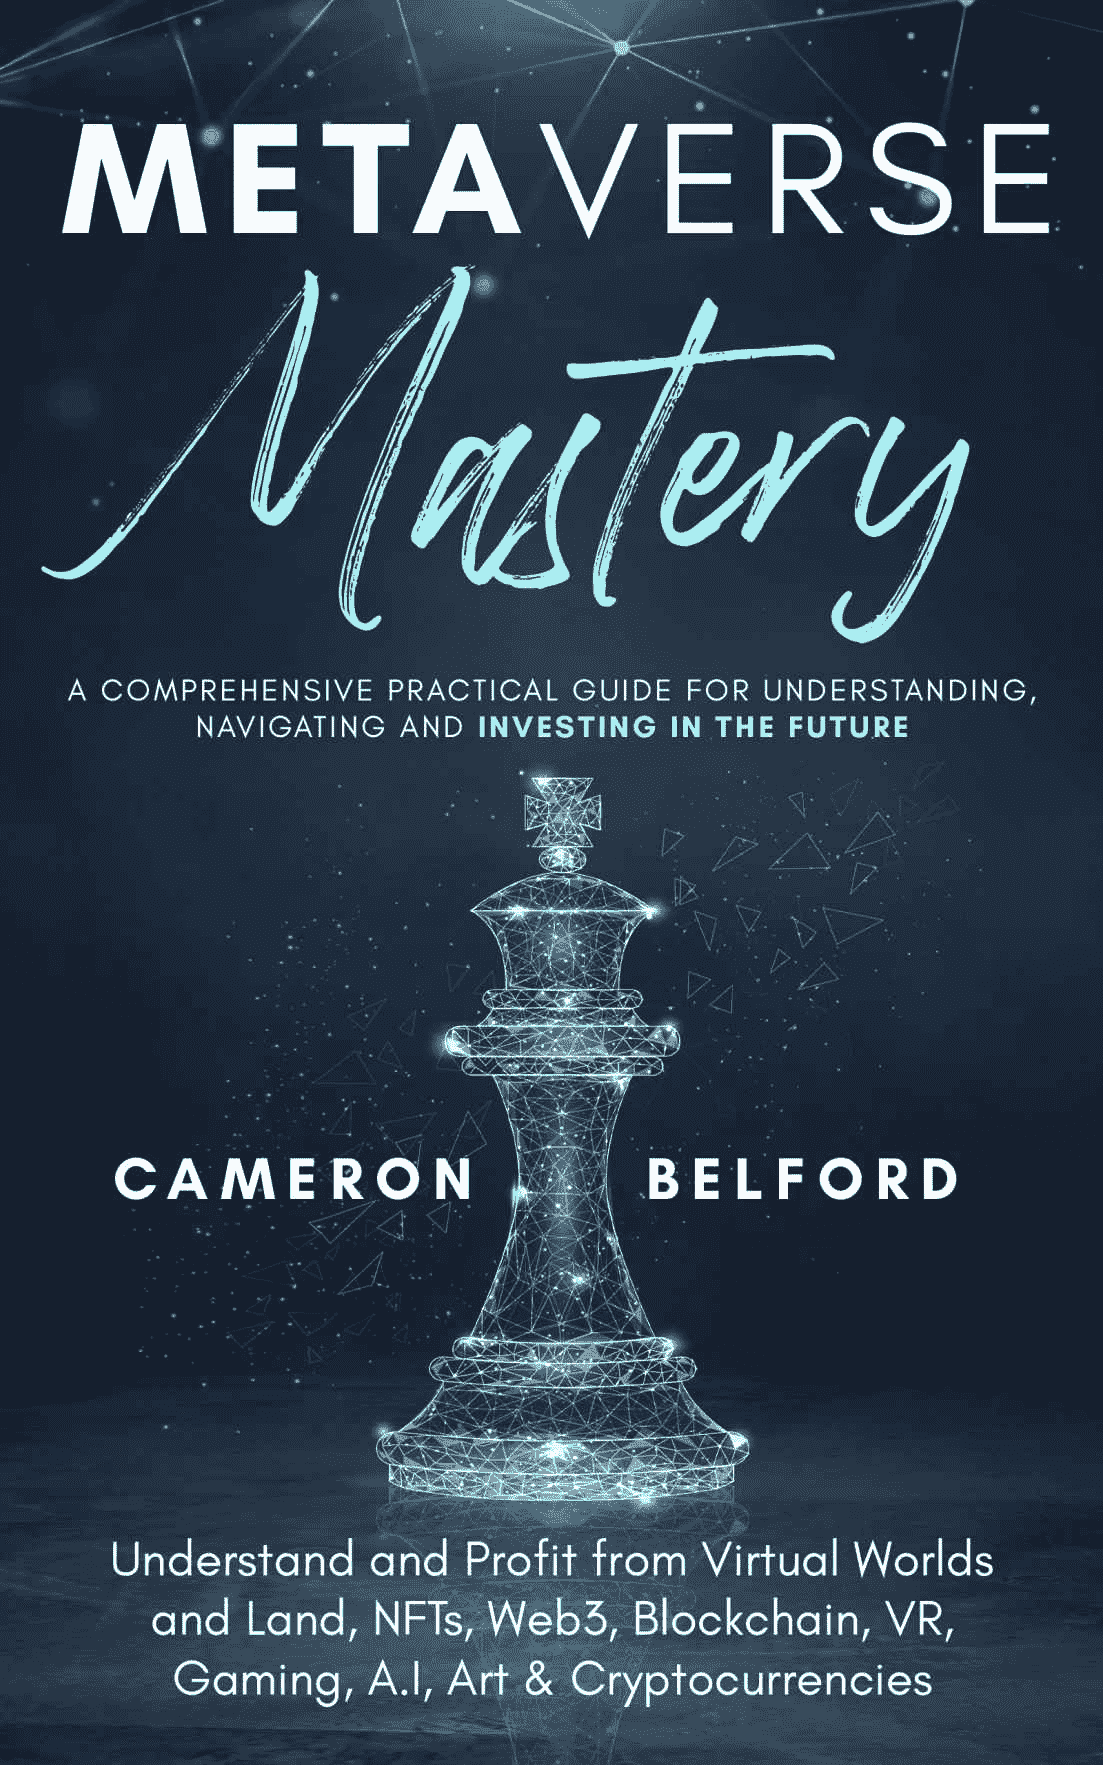 METAVERSE
Mastery
A COMPREHENSIVE PRACTICAL GUIDE FOR UNDERSTANDING,
NAVIGATING AND INVESTING IN THE FUTURE
CAMERON BELFORD
Understand and Profit from Virtual Worlds
and Land, NFTs, Web3, Blockchain, VR,
Gaming, A.I, Art & Cryptocurrencies